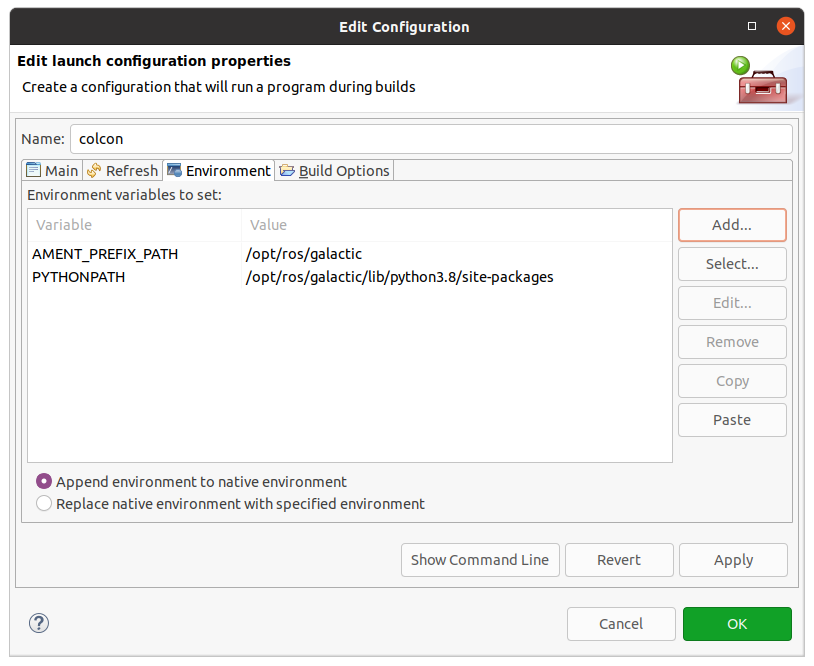 Edit Configuration
Edit launch configuration properties
Create a configuration that will run a program during builds
Name: colcon
Main Refresh Environment Build Options
Environment variables to set:
Variable Value
AMENT_PREFIX_PATH /opt/ros/galactic
PYTHONPATH /opt/ros/galactic/lib/python3.8/site-packages
Add...
Select...
Edit...
Remove
Copy
Paste
Append environment to native environment
Replace native environment with specified environment
Show Command Line Revert Apply
? Cancel OK